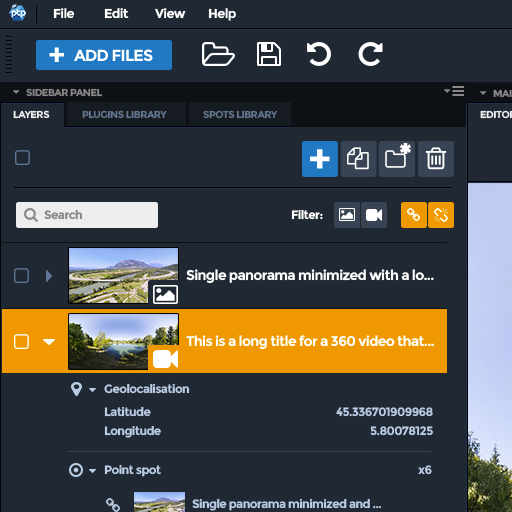 ptp
File Edit View Help
ADD FILES
SIDEBAR PANEL
MAI
LAYERS PLUGINS LIBRARY SPOTS LIBRARY
EDITOR
Search Filter:
Single panorama minimized with a lo...
This is a long title for a 360 video that...
Geolocalisation
Latitude 45.336701909968
Longitude 5.80078125
Point spot x6
Single panorama minimized and ...